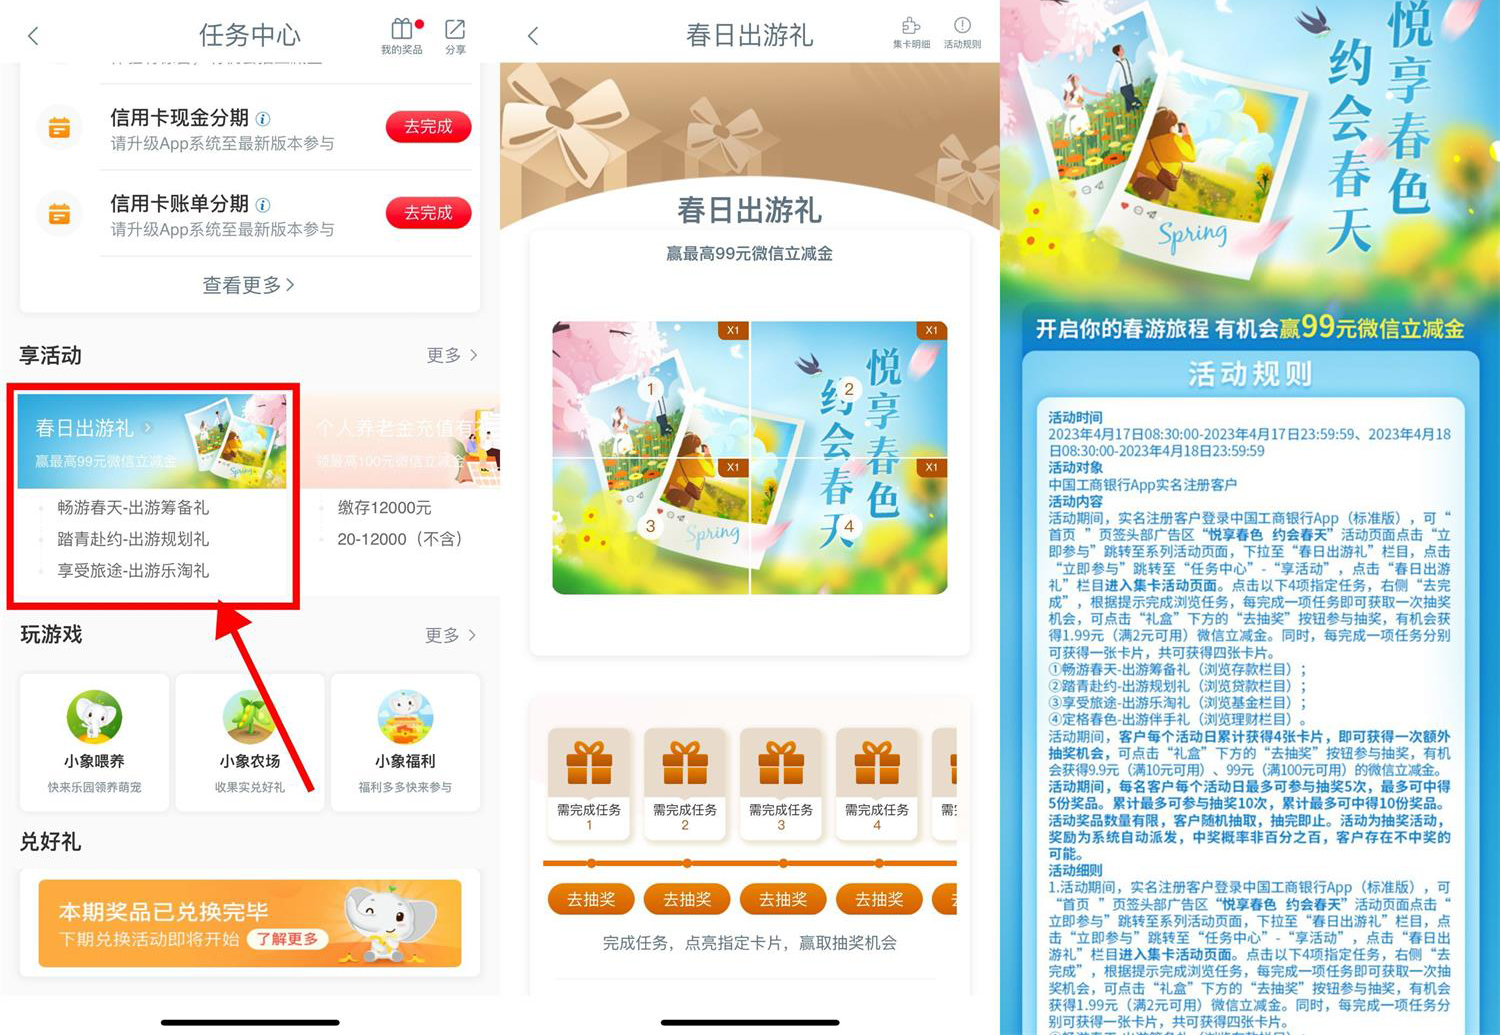 任务中心
我的奖品
分享
信用卡现金分期
请升级App系统至最新版本参与
去完成
信用卡账单分期
请升级App系统至最新版本参与
去完成
查看更多
享活动
更多
春日出游礼
赢最高99元微信立减金
畅游春天-出游筹备礼
踏青赴约-出游规划礼
享受旅途-出游乐淘礼
个人养老金充值有
领最高100元微信立减金
缴存12000元
20-12000（不含）
玩游戏
更多
小象喂养
快来乐园领养萌宠
小象农场
收果实兑好礼
小象福利
福利多多快来参与
兑好礼
本期奖品已兑换完毕
下期兑换活动即将开始
了解更多
春日出游礼
集卡明细
活动规则
春日出游礼
赢最高99元微信立减金
X1
X1
1
2
悦享春色
约会春天
X1
X1
3
4
Spring
需完成任务
1
需完成任务
2
需完成任务
3
需完成任务
4
需
去抽奖
去抽奖
去抽奖
去抽奖
完成任务，点亮指定卡片，赢取抽奖机会
悦享春色
约会春天
Spring
开启你的春游旅程 有机会赢99元微信立减金
活动规则
活动时间
2023年4月17日08:30:00-2023年4月17日23:59:59、2023年4月18
日08:30:00-2023年4月18日23:59:59
活动对象
中国工商银行App实名注册客户
活动内容
活动期间，实名注册客户登录中国工商银行App（标准版），可“
首页 ”页签头部广告区“悦享春色 约会春天”活动页面点击“立
即参与”跳转至系列活动页面，下拉至“春日出游礼”栏目，点击
“立即参与”跳转至“任务中心”-“享活动”，点击“春日出游
礼”栏目进入集卡活动页面。点击以下4项指定任务，右侧“去完
成”，根据提示完成浏览任务，每完成一项任务即可获取一次抽奖
机会，可点击“礼盒”下方的“去抽奖”按钮参与抽奖，有机会获
得1.99元（满2元可用）微信立减金。同时，每完成一项任务分别
可获得一张卡片，共可获得四张卡片。
①畅游春天-出游筹备礼（浏览存款栏目）；
②踏青赴约-出游规划礼（浏览贷款栏目）；
③享受旅途-出游乐淘礼（浏览基金栏目）；
④定格春色-出游伴手礼（浏览理财栏目）。
活动期间，客户每个活动日累计获得4张卡片，即可获得一次额外
抽奖机会，可点击“礼盒”下方的“去抽奖”按钮参与抽奖，有机
会获得9.9元（满10元可用）、99元（满100元可用）的微信立减金。
活动期间，每名客户每个活动日最多可参与抽奖5次，最多可中得
5份奖品。累计最多可参与抽奖10次，累计最多可中得10份奖品。
活动奖品数量有限，客户随机抽取，抽完即止。活动为抽奖活动，
奖励为系统自动派发，中奖概率非百分之百，客户存在不中奖的
可能。
活动细则
1.活动期间，实名注册客户登录中国工商银行App（标准版），可
“首页 ”页签头部广告区“悦享春色 约会春天”活动页面点击“
立即参与”跳转至系列活动页面，下拉至“春日出游礼”栏目，点
击“立即参与”跳转至“任务中心”-“享活动”，点击“春日出
游礼”栏目进入集卡活动页面。点击以下4项指定任务，右侧“去
完成”，根据提示完成浏览任务，每完成一项任务即可获取一次抽
奖机会，可点击“礼盒”下方的“去抽奖”按钮参与抽奖，有机会
获得1.99元（满2元可用）微信立减金。同时，每完成一项任务分
别可获得一张卡片，共可获得四张卡片。